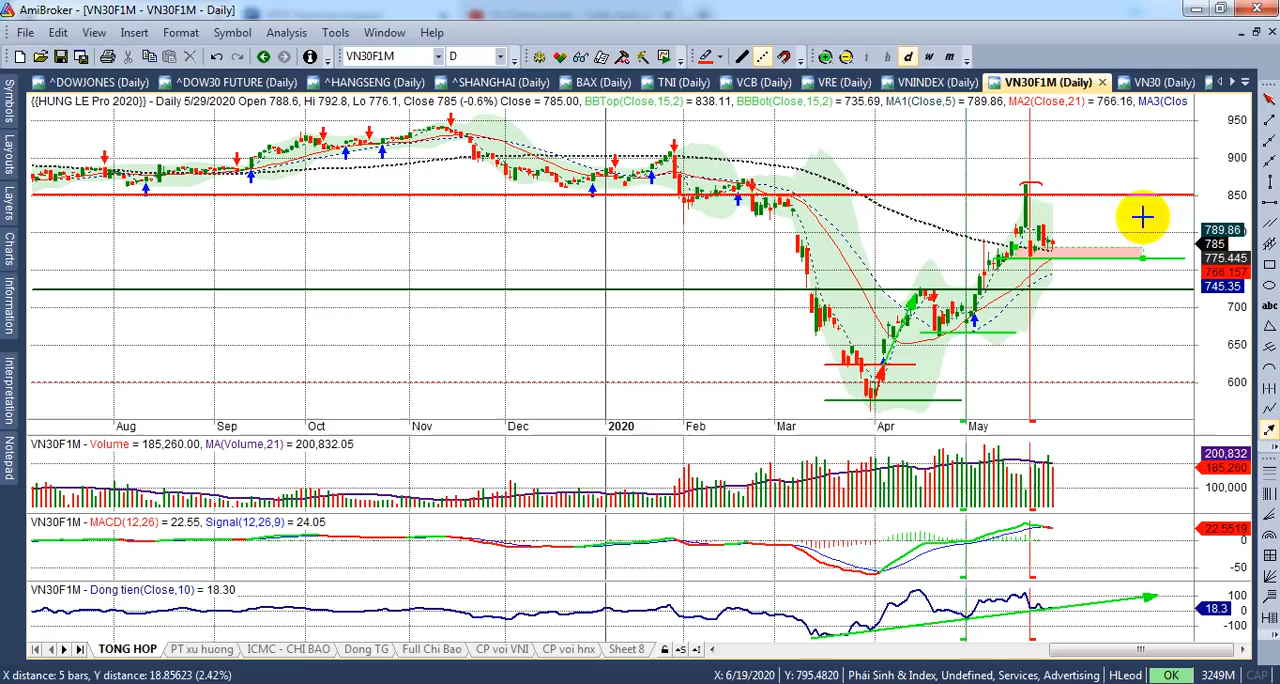 AmiBroker - [VN30F1M - VN30F1M - Daily]
File Edit View Insert Format Symbol Analysis Tools Window Help
VN30F1M D i h d w m
^DOWJONES (Daily) ^DOW30 FUTURE (Daily) ^HANGSENG (Daily) ^SHANGHAI (Daily) BAX (Daily) TNI (Daily) VCB (Daily) VRE (Daily) VNINDEX (Daily) VN30F1M (Daily) VN30 (Daily)
{{HUNG LE Pro 2020}} - Daily 5/29/2020 Open 788.6, Hi 792.8, Lo 776.1, Close 785 (-0.6%) Close = 785.00, BBTop(Close,15,2) = 838.11, BBBot(Close,15,2) = 735.69, MA1(Close,5) = 789.86, MA2(Close,21) = 766.16, MA3(Clos
Symbols
Layouts
Layers
Charts
Information
Interpretation
Notepad
950
900
850
789.86
785
775.445
766.157
745.35
700
650
600
abc
Aug Sep Oct Nov Dec 2020 Feb Mar Apr May
VN30F1M - Volume = 185,260.00, MA(Volume,21) = 200,832.05
200,832
185,260
100,000
VN30F1M - MACD(12,26) = 22.55, Signal(12,26,9) = 24.05
22.5519
0
-50
VN30F1M - Dong tien(Close,10) = 18.30
100
18.3
0
-100
TONG HOP PT xu huong ICMC - CHI BAO Dong TG Full Chi Bao CP voi VNI CP voi hnx Sheet 8
X distance: 5 bars, Y distance: 18.85623 (2.42%) X: 6/19/2020 Y: 795.4820 Phái Sinh & Index, Undefined, Services, Advertising HLeod OK 3249M CAP